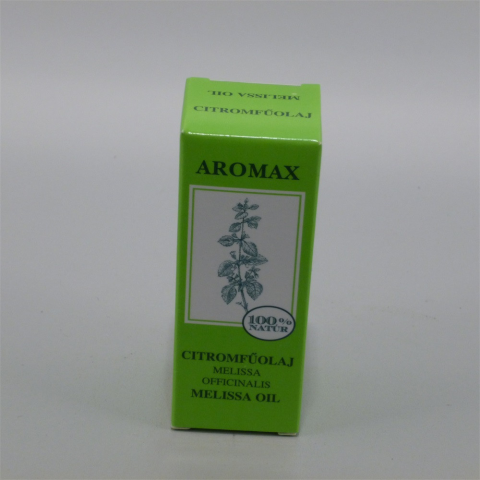 MELISSA OIL
CITROMFŰOLAJ
AROMAX
100%
NATUR
CITROMFŰOLAJ
MELISSA
OFFICINALIS
MELISSA OIL